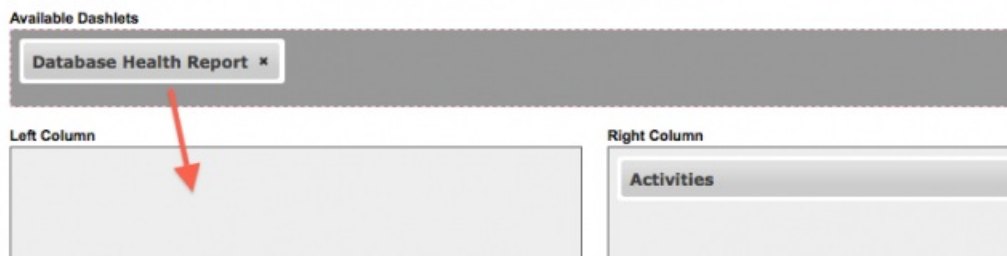 Available Dashlets
Database Health Report ×
Left Column
Right Column
Activities